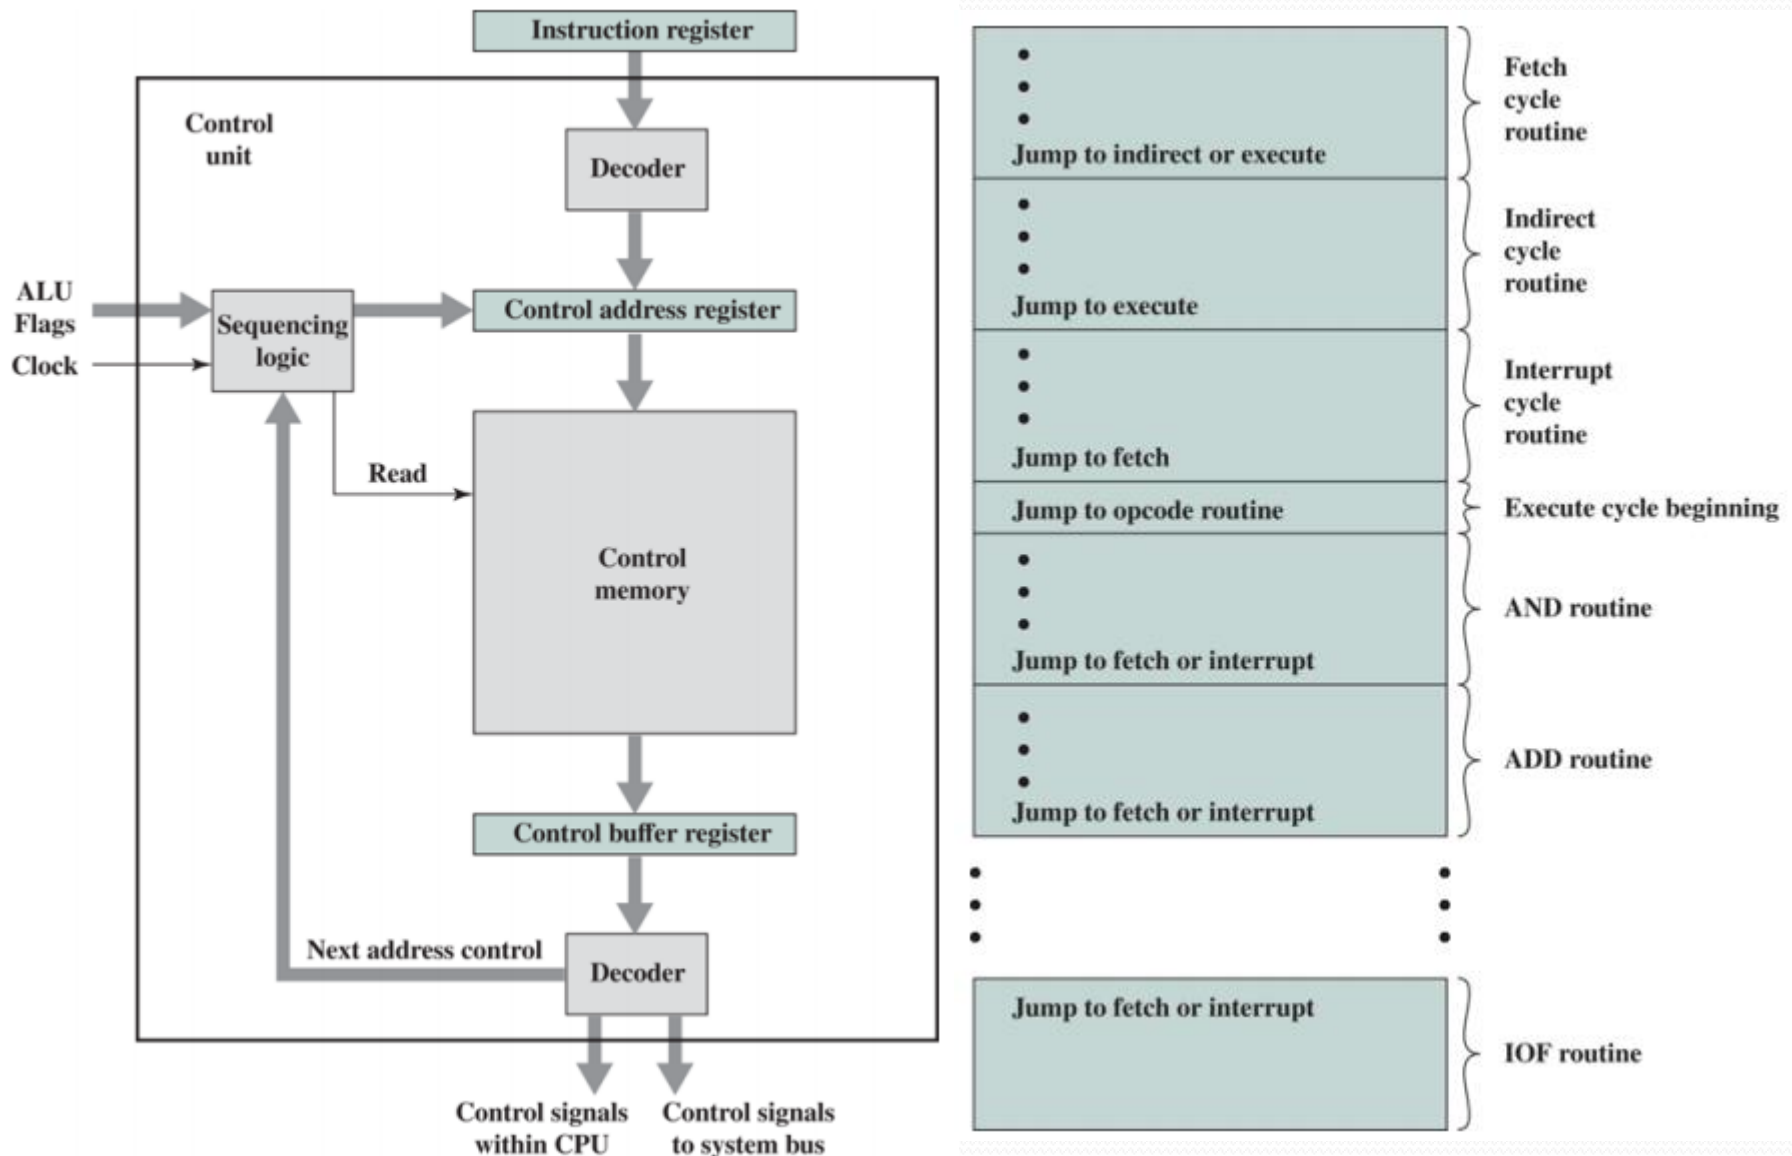 Instruction register
Control
unit
Decoder
ALU
Flags
Clock
Sequencing
logic
Control address register
Read
Control
memory
Control buffer register
Next address control
Decoder
Control signals
within CPU
Control signals
to system bus
Jump to indirect or execute
Fetch
cycle
routine
Jump to execute
Indirect
cycle
routine
Jump to fetch
Interrupt
cycle
routine
Jump to opcode routine
Execute cycle beginning
Jump to fetch or interrupt
AND routine
Jump to fetch or interrupt
ADD routine
Jump to fetch or interrupt
IOF routine